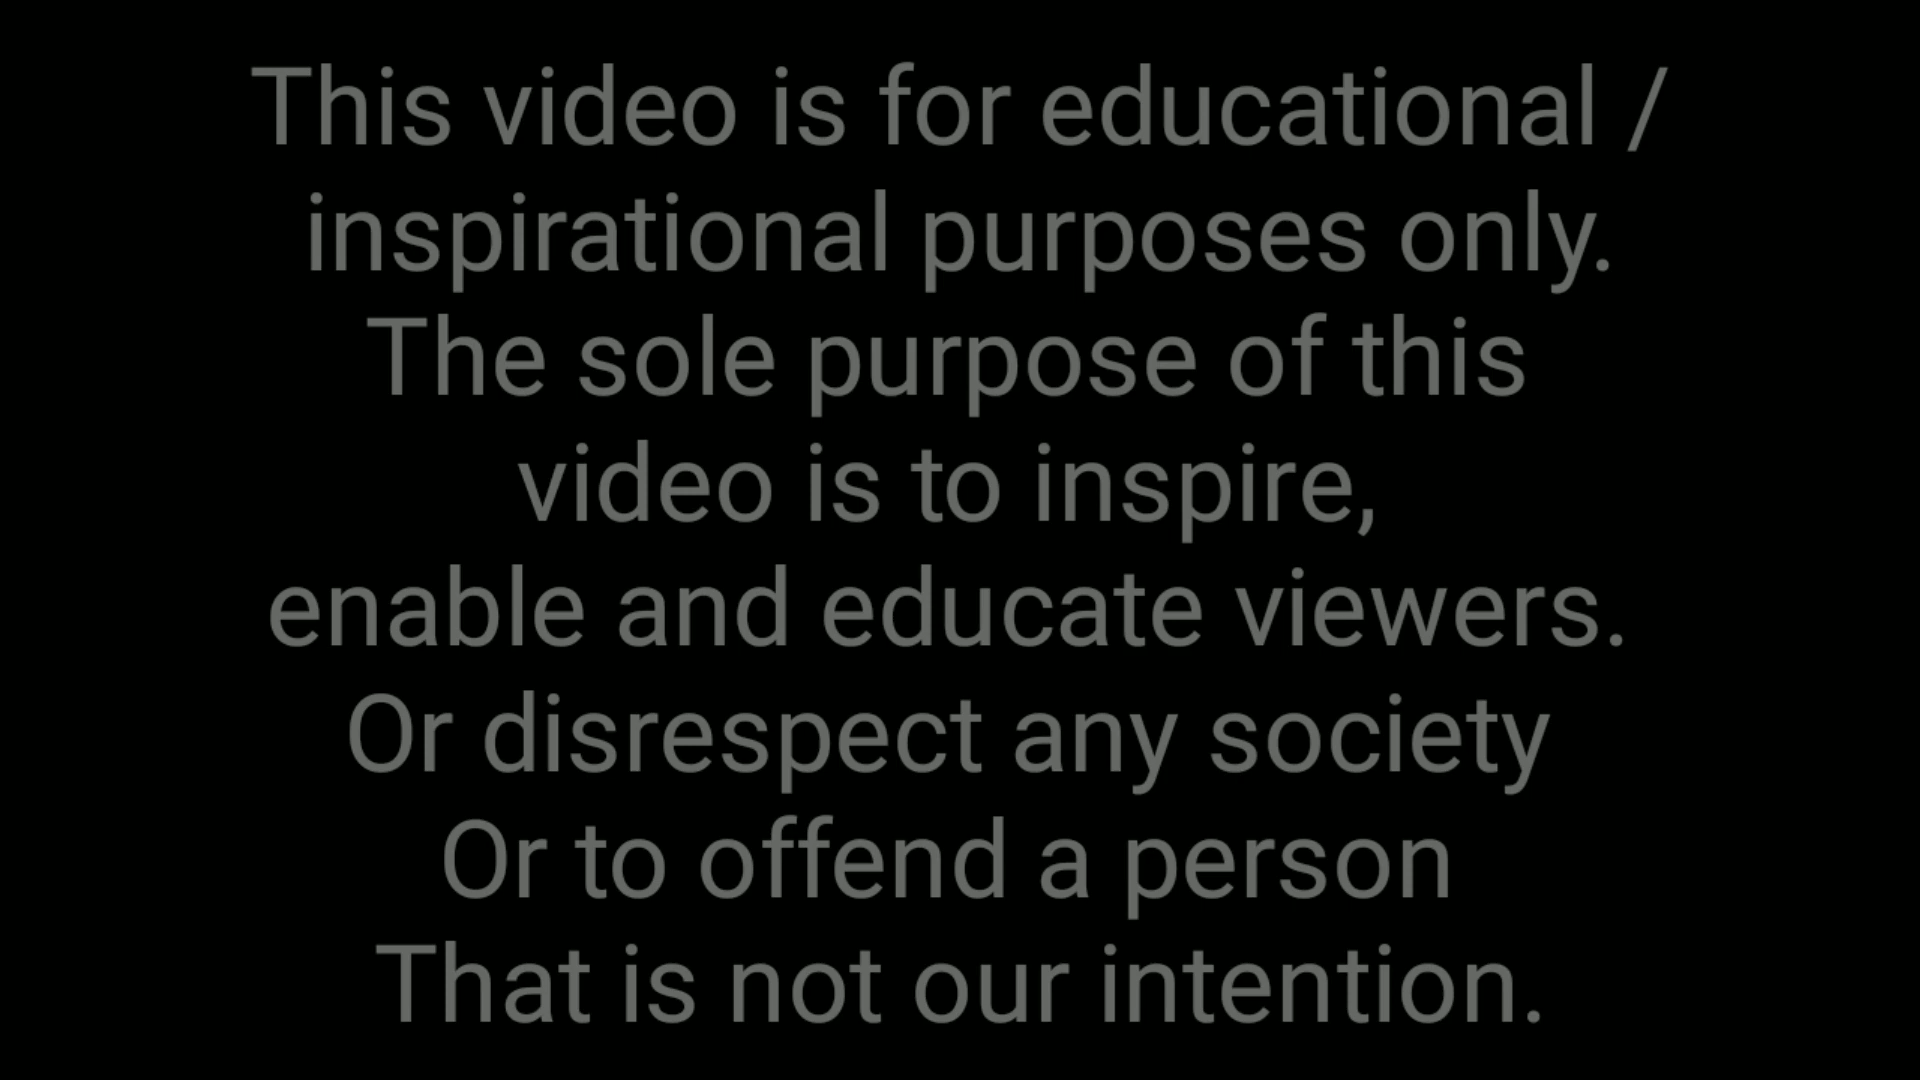 This video is for educational /
inspirational purposes only.
The sole purpose of this
video is to inspire,
enable and educate viewers.
Or disrespect any society
Or to offend a person
That is not our intention.